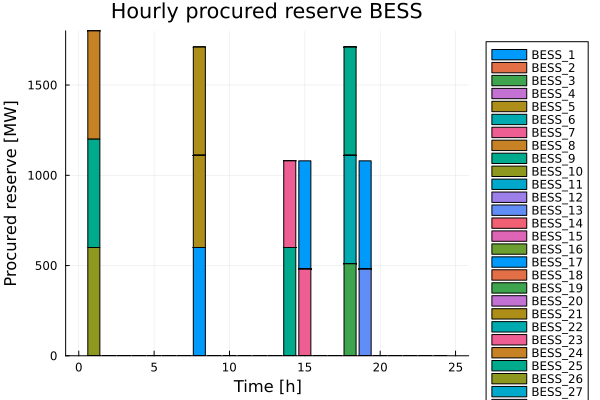 Hourly procured reserve BESS
Procured reserve [MW]
1500
1000
500
0
0 5 10 15 20 25
Time [h]
BESS_1
BESS_2
BESS_3
BESS_4
BESS_5
BESS_6
BESS_7
BESS_8
BESS_9
BESS_10
BESS_11
BESS_12
BESS_13
BESS_14
BESS_15
BESS_16
BESS_17
BESS_18
BESS_19
BESS_20
BESS_21
BESS_22
BESS_23
BESS_24
BESS_25
BESS_26
BESS_27